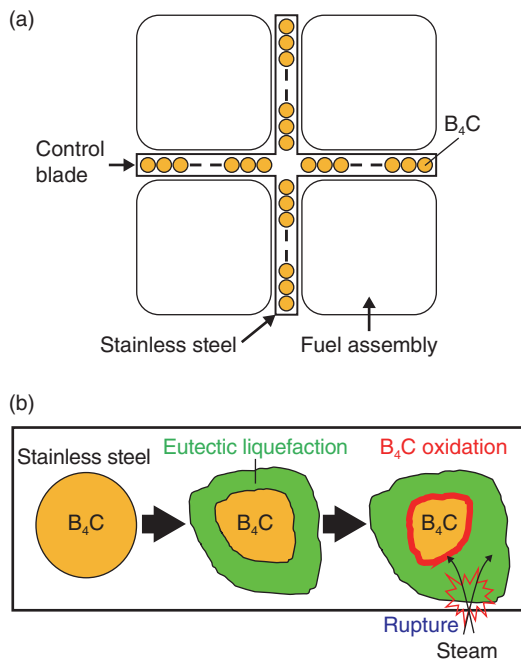 (a)
B₄C
Control
blade
Stainless steel
Fuel assembly
(b)
Eutectic liquefaction
B₄C oxidation
Stainless steel
B₄C
B₄C
B₄C
Rupture
Steam